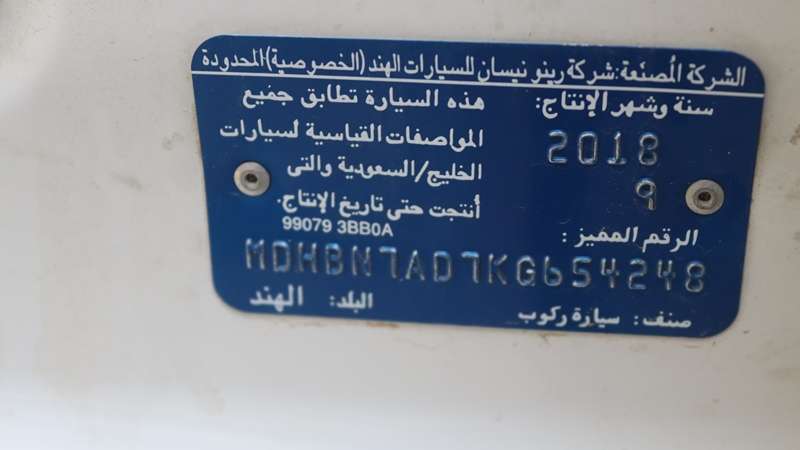 الشركة المُصنّعة: شركة رينو نيسان للسيارات الهند (الخصوصية) المحدودة
سنة وشهر الإنتاج:
2018
9
هذه السيارة تطابق جميع
المواصفات القياسية لسيارات
الخليج/السعودية والتى
أنتجت حتى تاريخ الإنتاج.
99079 3BB0A
الرقم المميز :
MDHBN7AD7KG654248
صنف: سيارة ركوب
البلد: الهند